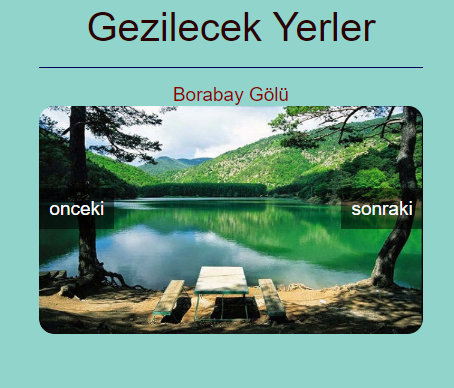 Gezilecek Yerler
Borabay Gölü
onceki
sonraki